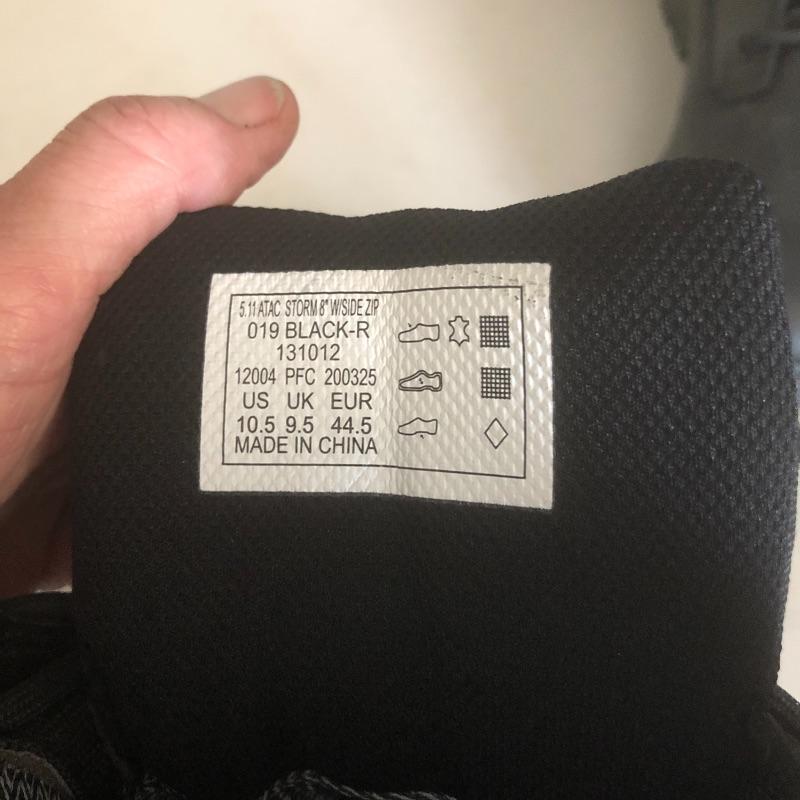 5.11 ATAC STORM 8" W/SIDE ZIP
019 BLACK-R
131012
12004 PFC 200325
US UK EUR
10.5 9.5 44.5
MADE IN CHINA